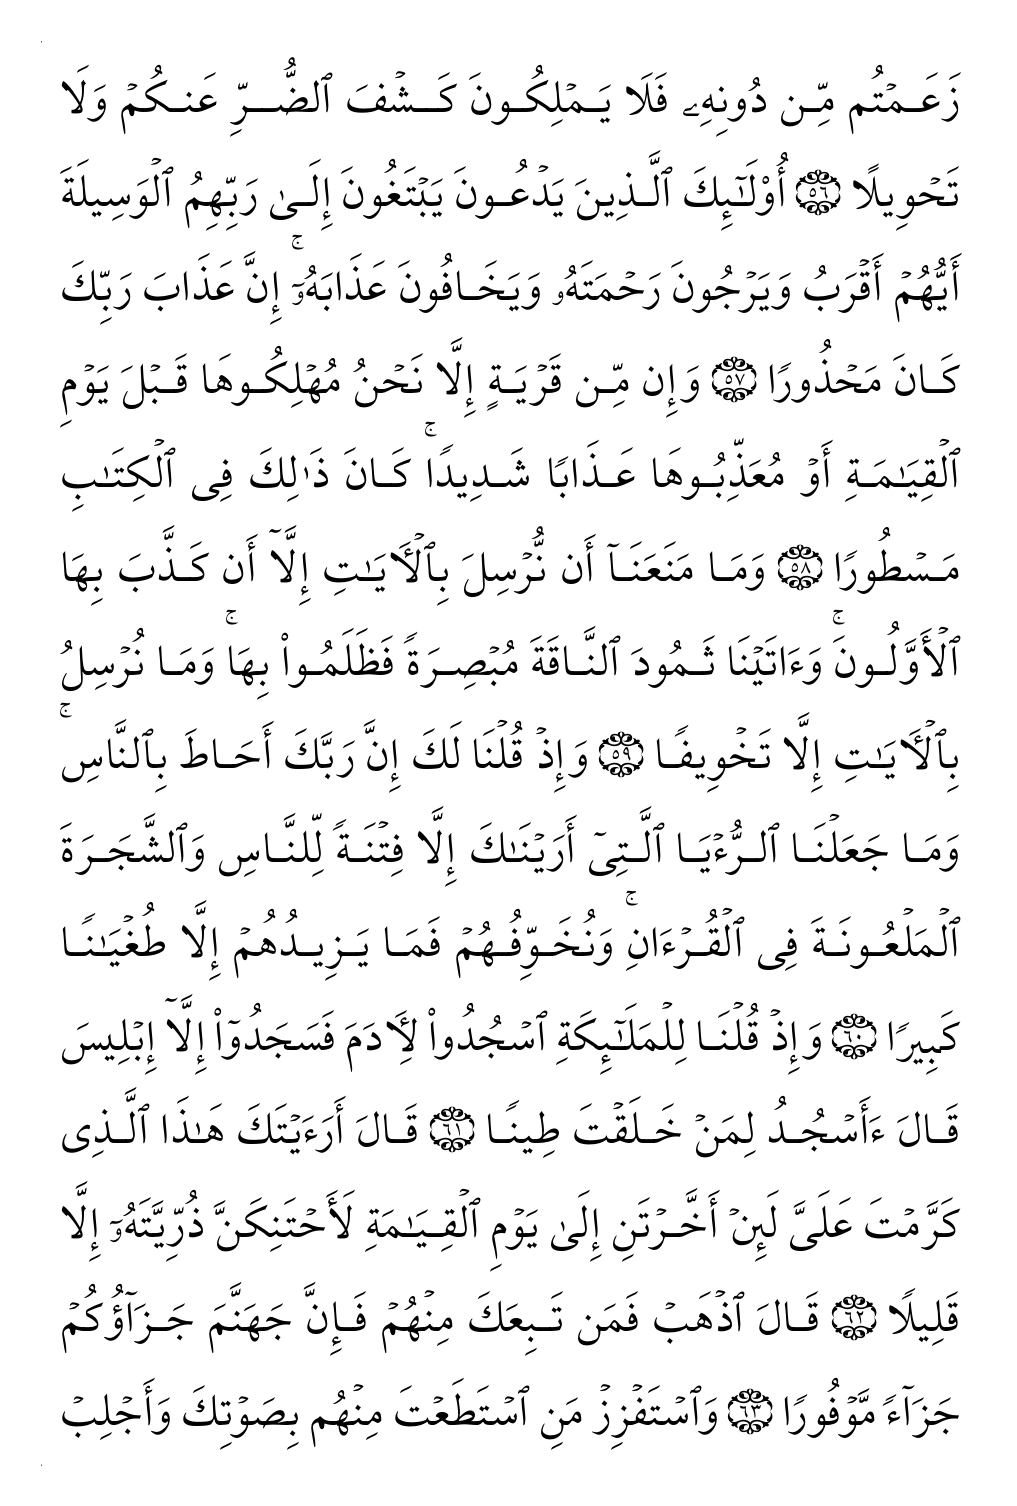 زَعَمۡتُم مِّن دُونِهِۦ فَلَا يَمۡلِكُونَ كَشۡفَ ٱلضُّرِّ عَنكُمۡ وَلَا
تَحۡوِيلًا ٥٦ أُوْلَٰٓئِكَ ٱلَّذِينَ يَدۡعُونَ يَبۡتَغُونَ إِلَىٰ رَبِّهِمُ ٱلۡوَسِيلَةَ
أَيُّهُمۡ أَقۡرَبُ وَيَرۡجُونَ رَحۡمَتَهُۥ وَيَخَافُونَ عَذَابَهُۥٓۚ إِنَّ عَذَابَ رَبِّكَ
كَانَ مَحۡذُورًا ٥٧ وَإِن مِّن قَرۡيَةٍ إِلَّا نَحۡنُ مُهۡلِكُوهَا قَبۡلَ يَوۡمِ
ٱلۡقِيَٰمَةِ أَوۡ مُعَذِّبُوهَا عَذَابًا شَدِيدًاۚ كَانَ ذَٰلِكَ فِي ٱلۡكِتَٰبِ
مَسۡطُورًا ٥٨ وَمَا مَنَعَنَآ أَن نُّرۡسِلَ بِٱلۡأٓيَٰتِ إِلَّآ أَن كَذَّبَ بِهَا
ٱلۡأَوَّلُونَۚ وَءَاتَيۡنَا ثَمُودَ ٱلنَّاقَةَ مُبۡصِرَةً فَظَلَمُواْ بِهَاۚ وَمَا نُرۡسِلُ
بِٱلۡأٓيَٰتِ إِلَّا تَخۡوِيفًا ٥٩ وَإِذۡ قُلۡنَا لَكَ إِنَّ رَبَّكَ أَحَاطَ بِٱلنَّاسِۚ
وَمَا جَعَلۡنَا ٱلرُّءۡيَا ٱلَّتِيٓ أَرَيۡنَٰكَ إِلَّا فِتۡنَةً لِّلنَّاسِ وَٱلشَّجَرَةَ
ٱلۡمَلۡعُونَةَ فِي ٱلۡقُرۡءَانِۚ وَنُخَوِّفُهُمۡ فَمَا يَزِيدُهُمۡ إِلَّا طُغۡيَٰنًا
كَبِيرًا ٦٠ وَإِذۡ قُلۡنَا لِلۡمَلَٰٓئِكَةِ ٱسۡجُدُواْ لِأٓدَمَ فَسَجَدُوٓاْ إِلَّآ إِبۡلِيسَ
قَالَ ءَأَسۡجُدُ لِمَنۡ خَلَقۡتَ طِينًا ٦١ قَالَ أَرَءَيۡتَكَ هَٰذَا ٱلَّذِي
كَرَّمۡتَ عَلَيَّ لَئِنۡ أَخَّرۡتَنِ إِلَىٰ يَوۡمِ ٱلۡقِيَٰمَةِ لَأَحۡتَنِكَنَّ ذُرِّيَّتَهُۥٓ إِلَّا
قَلِيلًا ٦٢ قَالَ ٱذۡهَبۡ فَمَن تَبِعَكَ مِنۡهُمۡ فَإِنَّ جَهَنَّمَ جَزَآؤُكُمۡ
جَزَآءً مَّوۡفُورًا ٦٣ وَٱسۡتَفۡزِزۡ مَنِ ٱسۡتَطَعۡتَ مِنۡهُم بِصَوۡتِكَ وَأَجۡلِبۡ